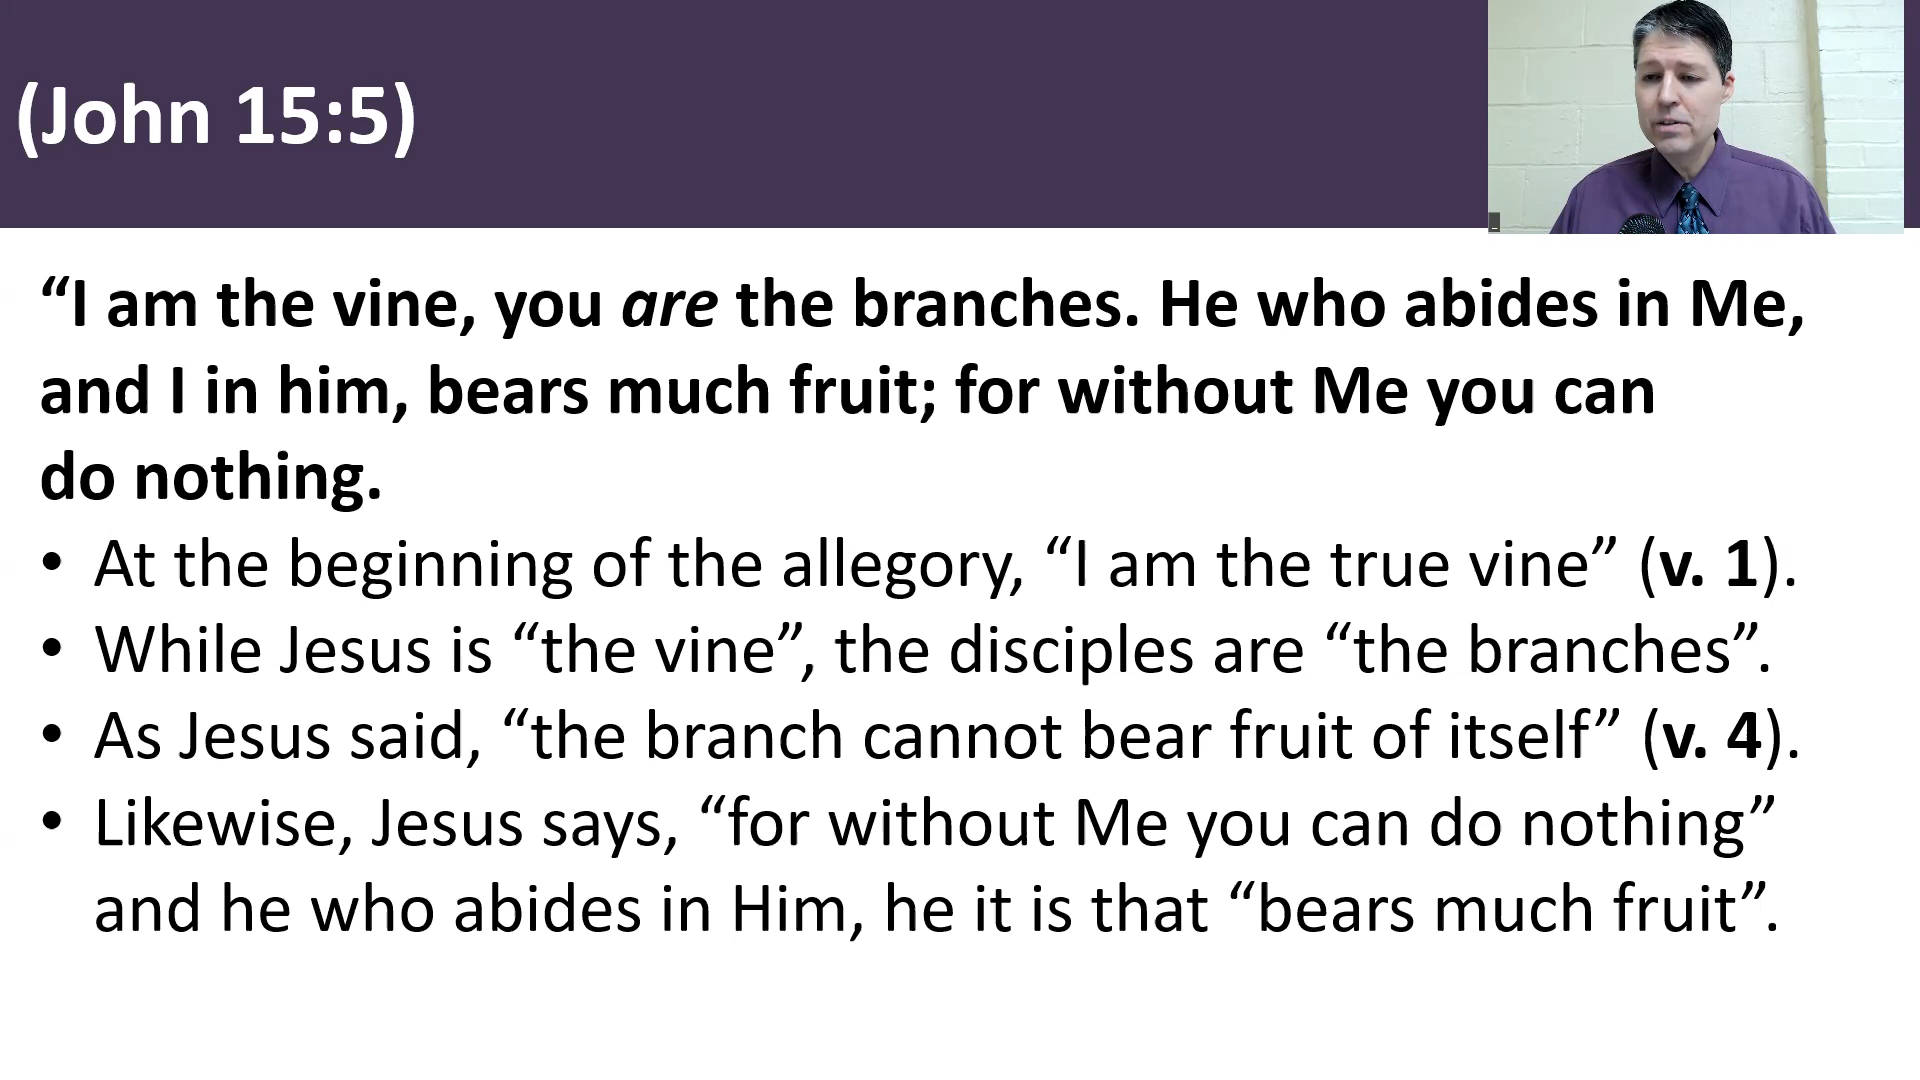 (John 15:5)
“I am the vine, you are the branches. He who abides in Me,
and I in him, bears much fruit; for without Me you can
do nothing.
• At the beginning of the allegory, “I am the true vine” (v. 1).
• While Jesus is “the vine”, the disciples are “the branches”.
• As Jesus said, “the branch cannot bear fruit of itself” (v. 4).
• Likewise, Jesus says, “for without Me you can do nothing”
and he who abides in Him, he it is that “bears much fruit”.